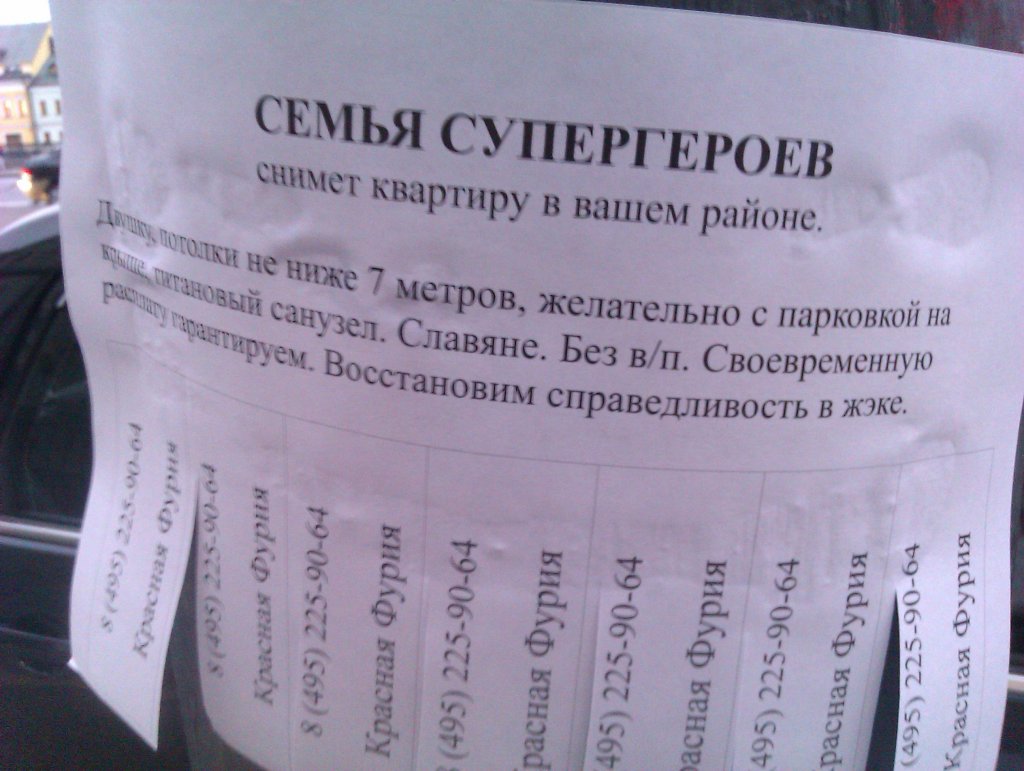 СЕМЬЯ СУПЕРГЕРОЕВ
снимет квартиру в вашем районе.
Двушку, потолки не ниже 7 метров, желательно с парковкой на
крыше, титановый санузел. Славяне. Без в/п. Своевременную
расплату гарантируем. Восстановим справедливость в жэке.
8 (495) 225-90-64
Красная Фурия
8 (495) 225-90-64
Красная Фурия
8 (495) 225-90-64
Красная Фурия
8 (495) 225-90-64
расная Фурия
495) 225-90-64
расная Фурия
495) 225-90-64
расная Фурия
(495) 225-90-64
Красная Фурия